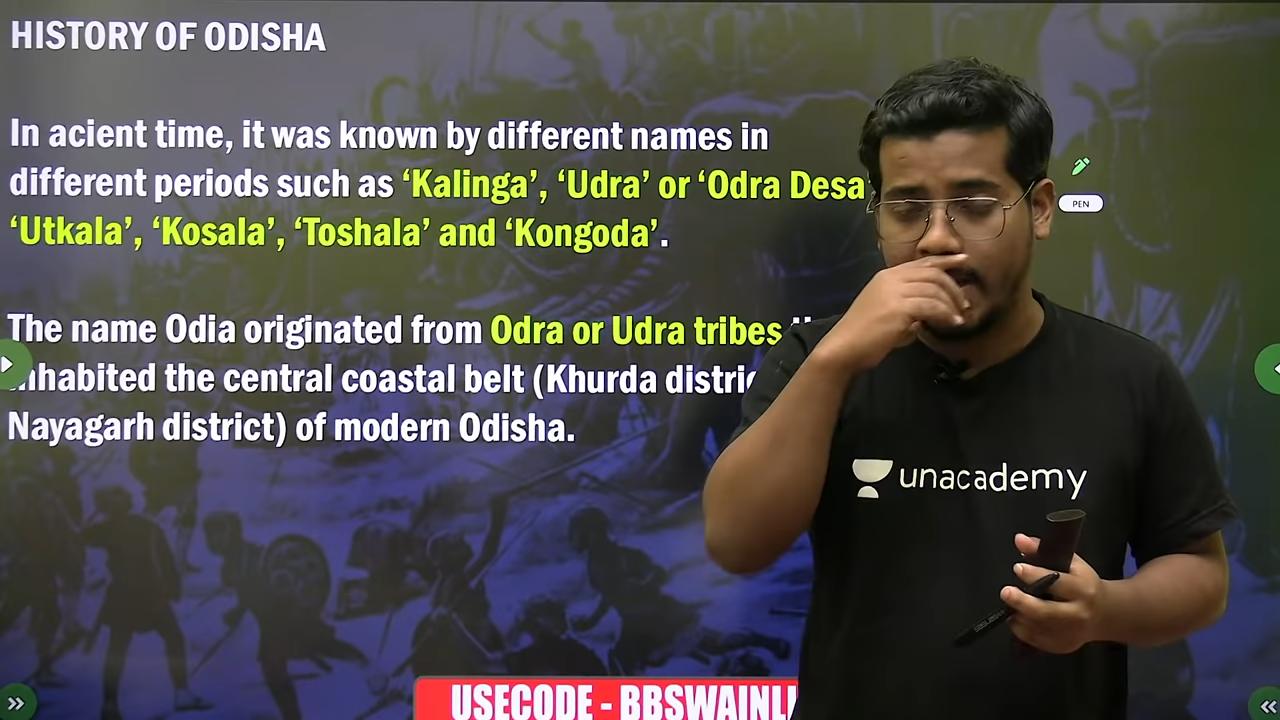 HISTORY OF ODISHA
In acient time, it was known by different names in
different periods such as ‘Kalinga’, ‘Udra’ or ‘Odra Desa
‘Utkala’, ‘Kosala’, ‘Toshala’ and ‘Kongoda’.
The name Odia originated from Odra or Udra tribes
inhabited the central coastal belt (Khurda distric
Nayagarh district) of modern Odisha.
PEN
unacademy
USECODE - BBSWAINLI